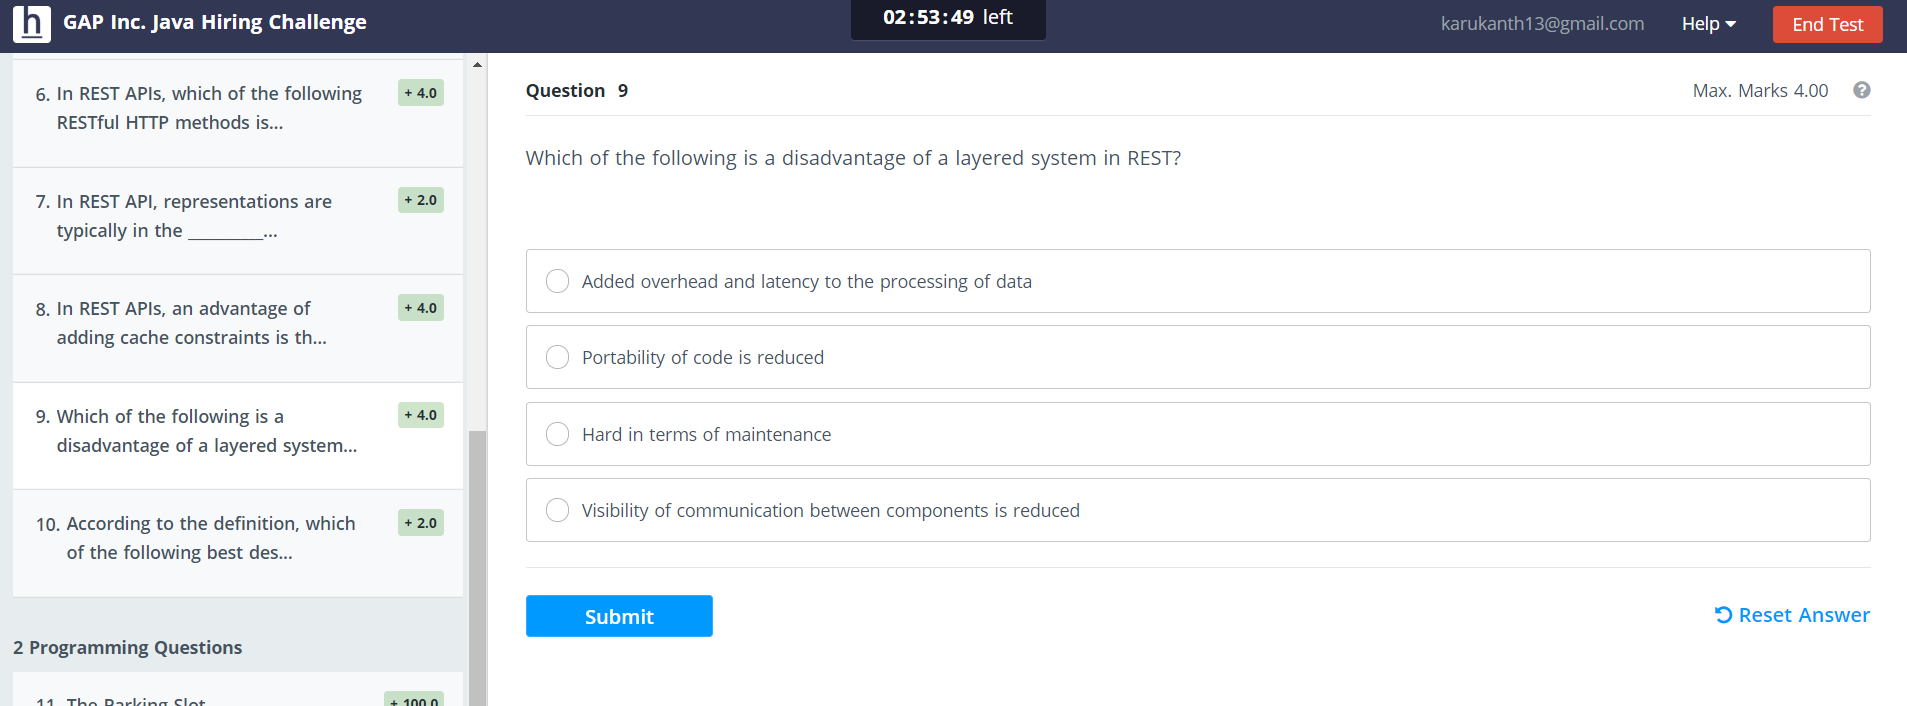 h GAP Inc. Java Hiring Challenge
02:53:49 left
karukanth13@gmail.com
Help
End Test
6. In REST APIs, which of the following
RESTful HTTP methods is...
+ 4.0
7. In REST API, representations are
typically in the _________...
+ 2.0
8. In REST APIs, an advantage of
adding cache constraints is th...
+ 4.0
9. Which of the following is a
disadvantage of a layered system...
+ 4.0
10. According to the definition, which
of the following best des...
+ 2.0
2 Programming Questions
11. The Parking Slot
+ 100.0
Question 9
Max. Marks 4.00
?
Which of the following is a disadvantage of a layered system in REST?
Added overhead and latency to the processing of data
Portability of code is reduced
Hard in terms of maintenance
Visibility of communication between components is reduced
Submit
Reset Answer